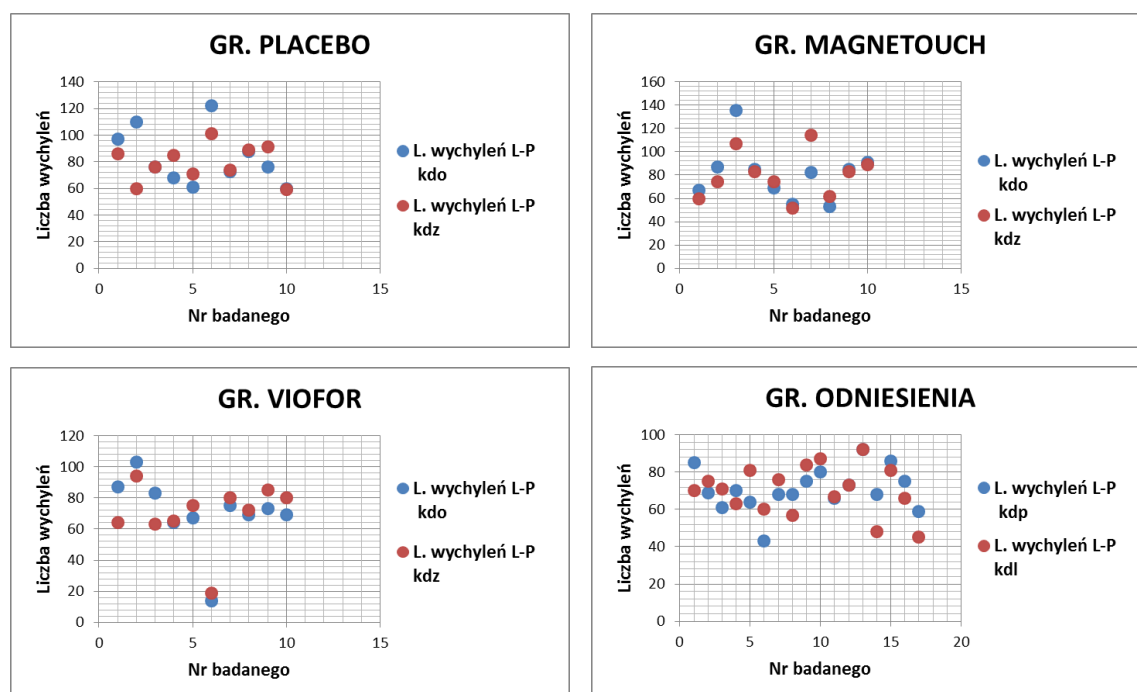 GR. PLACEBO
140
120
100
80
60
40
20
0
0 5 10 15
Liczba wychyleń
Nr badanego
L. wychyleń L-P
kdo
L. wychyleń L-P
kdz
GR. MAGNETOUCH
160
140
120
100
80
60
40
20
0
0 5 10 15
Liczba wychyleń
Nr badanego
L. wychyleń L-P
kdo
L. wychyleń L-P
kdz
GR. VIOFOR
120
100
80
60
40
20
0
0 5 10 15
Liczba wychyleń
Nr badanego
L. wychyleń L-P
kdo
L. wychyleń L-P
kdz
GR. ODNIESIENIA
100
80
60
40
20
0
0 5 10 15 20
Liczba wychyleń
Nr badanego
L. wychyleń L-P
kdp
L. wychyleń L-P
kdl